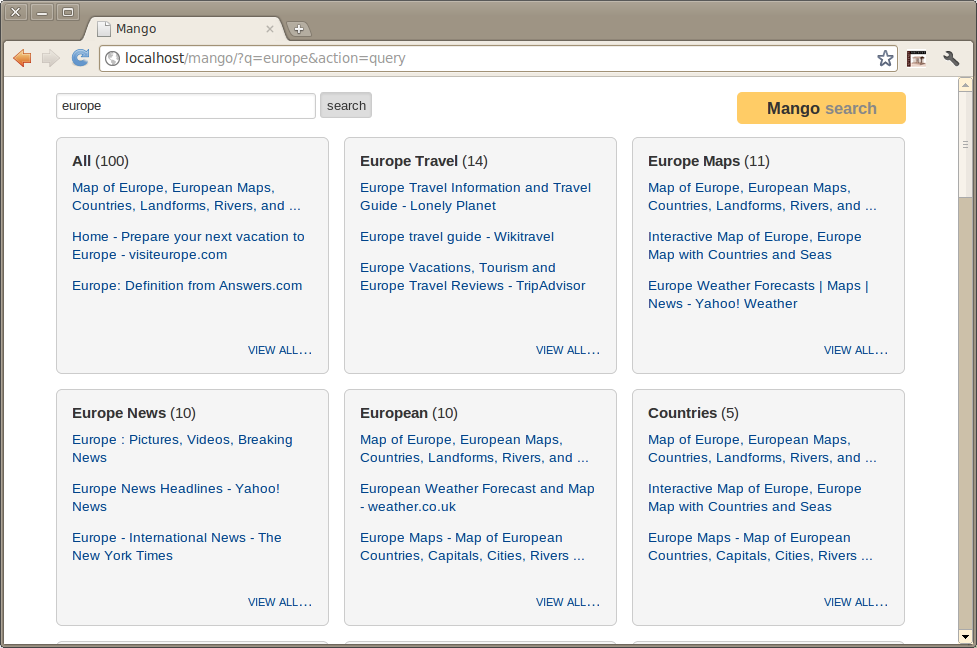 Mango
localhost/mango/?q=europe&action=query
europe
search
Mango search
All (100)
Map of Europe, European Maps,
Countries, Landforms, Rivers, and ...
Home - Prepare your next vacation to
Europe - visiteurope.com
Europe: Definition from Answers.com
VIEW ALL...
Europe Travel (14)
Europe Travel Information and Travel
Guide - Lonely Planet
Europe travel guide - Wikitravel
Europe Vacations, Tourism and
Europe Travel Reviews - TripAdvisor
VIEW ALL...
Europe Maps (11)
Map of Europe, European Maps,
Countries, Landforms, Rivers, and ...
Interactive Map of Europe, Europe
Map with Countries and Seas
Europe Weather Forecasts | Maps |
News - Yahoo! Weather
VIEW ALL...
Europe News (10)
Europe : Pictures, Videos, Breaking
News
Europe News Headlines - Yahoo!
News
Europe - International News - The
New York Times
VIEW ALL...
European (10)
Map of Europe, European Maps,
Countries, Landforms, Rivers, and ...
European Weather Forecast and Map
- weather.co.uk
Europe Maps - Map of European
Countries, Capitals, Cities, Rivers ...
VIEW ALL...
Countries (5)
Map of Europe, European Maps,
Countries, Landforms, Rivers, and ...
Interactive Map of Europe, Europe
Map with Countries and Seas
Europe Maps - Map of European
Countries, Capitals, Cities, Rivers ...
VIEW ALL...